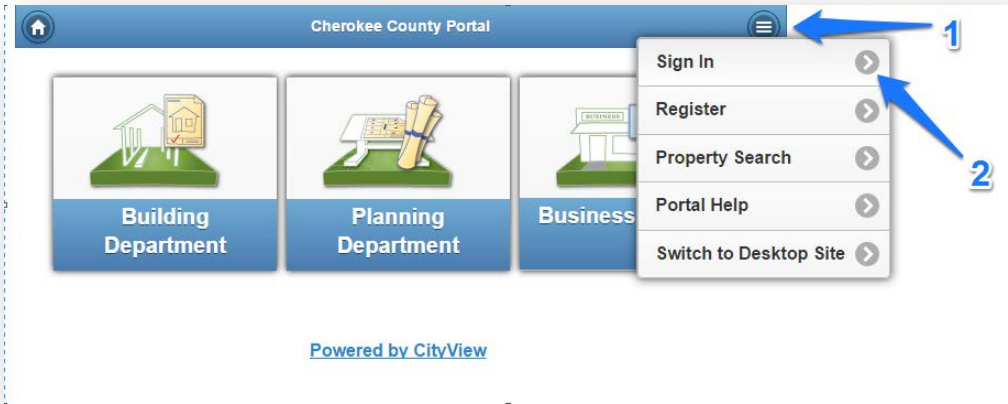 Cherokee County Portal
1
Sign In
Register
Property Search
Portal Help
Switch to Desktop Site
2
BUSINESS
Building
Department
Planning
Department
Business
Powered by CityView